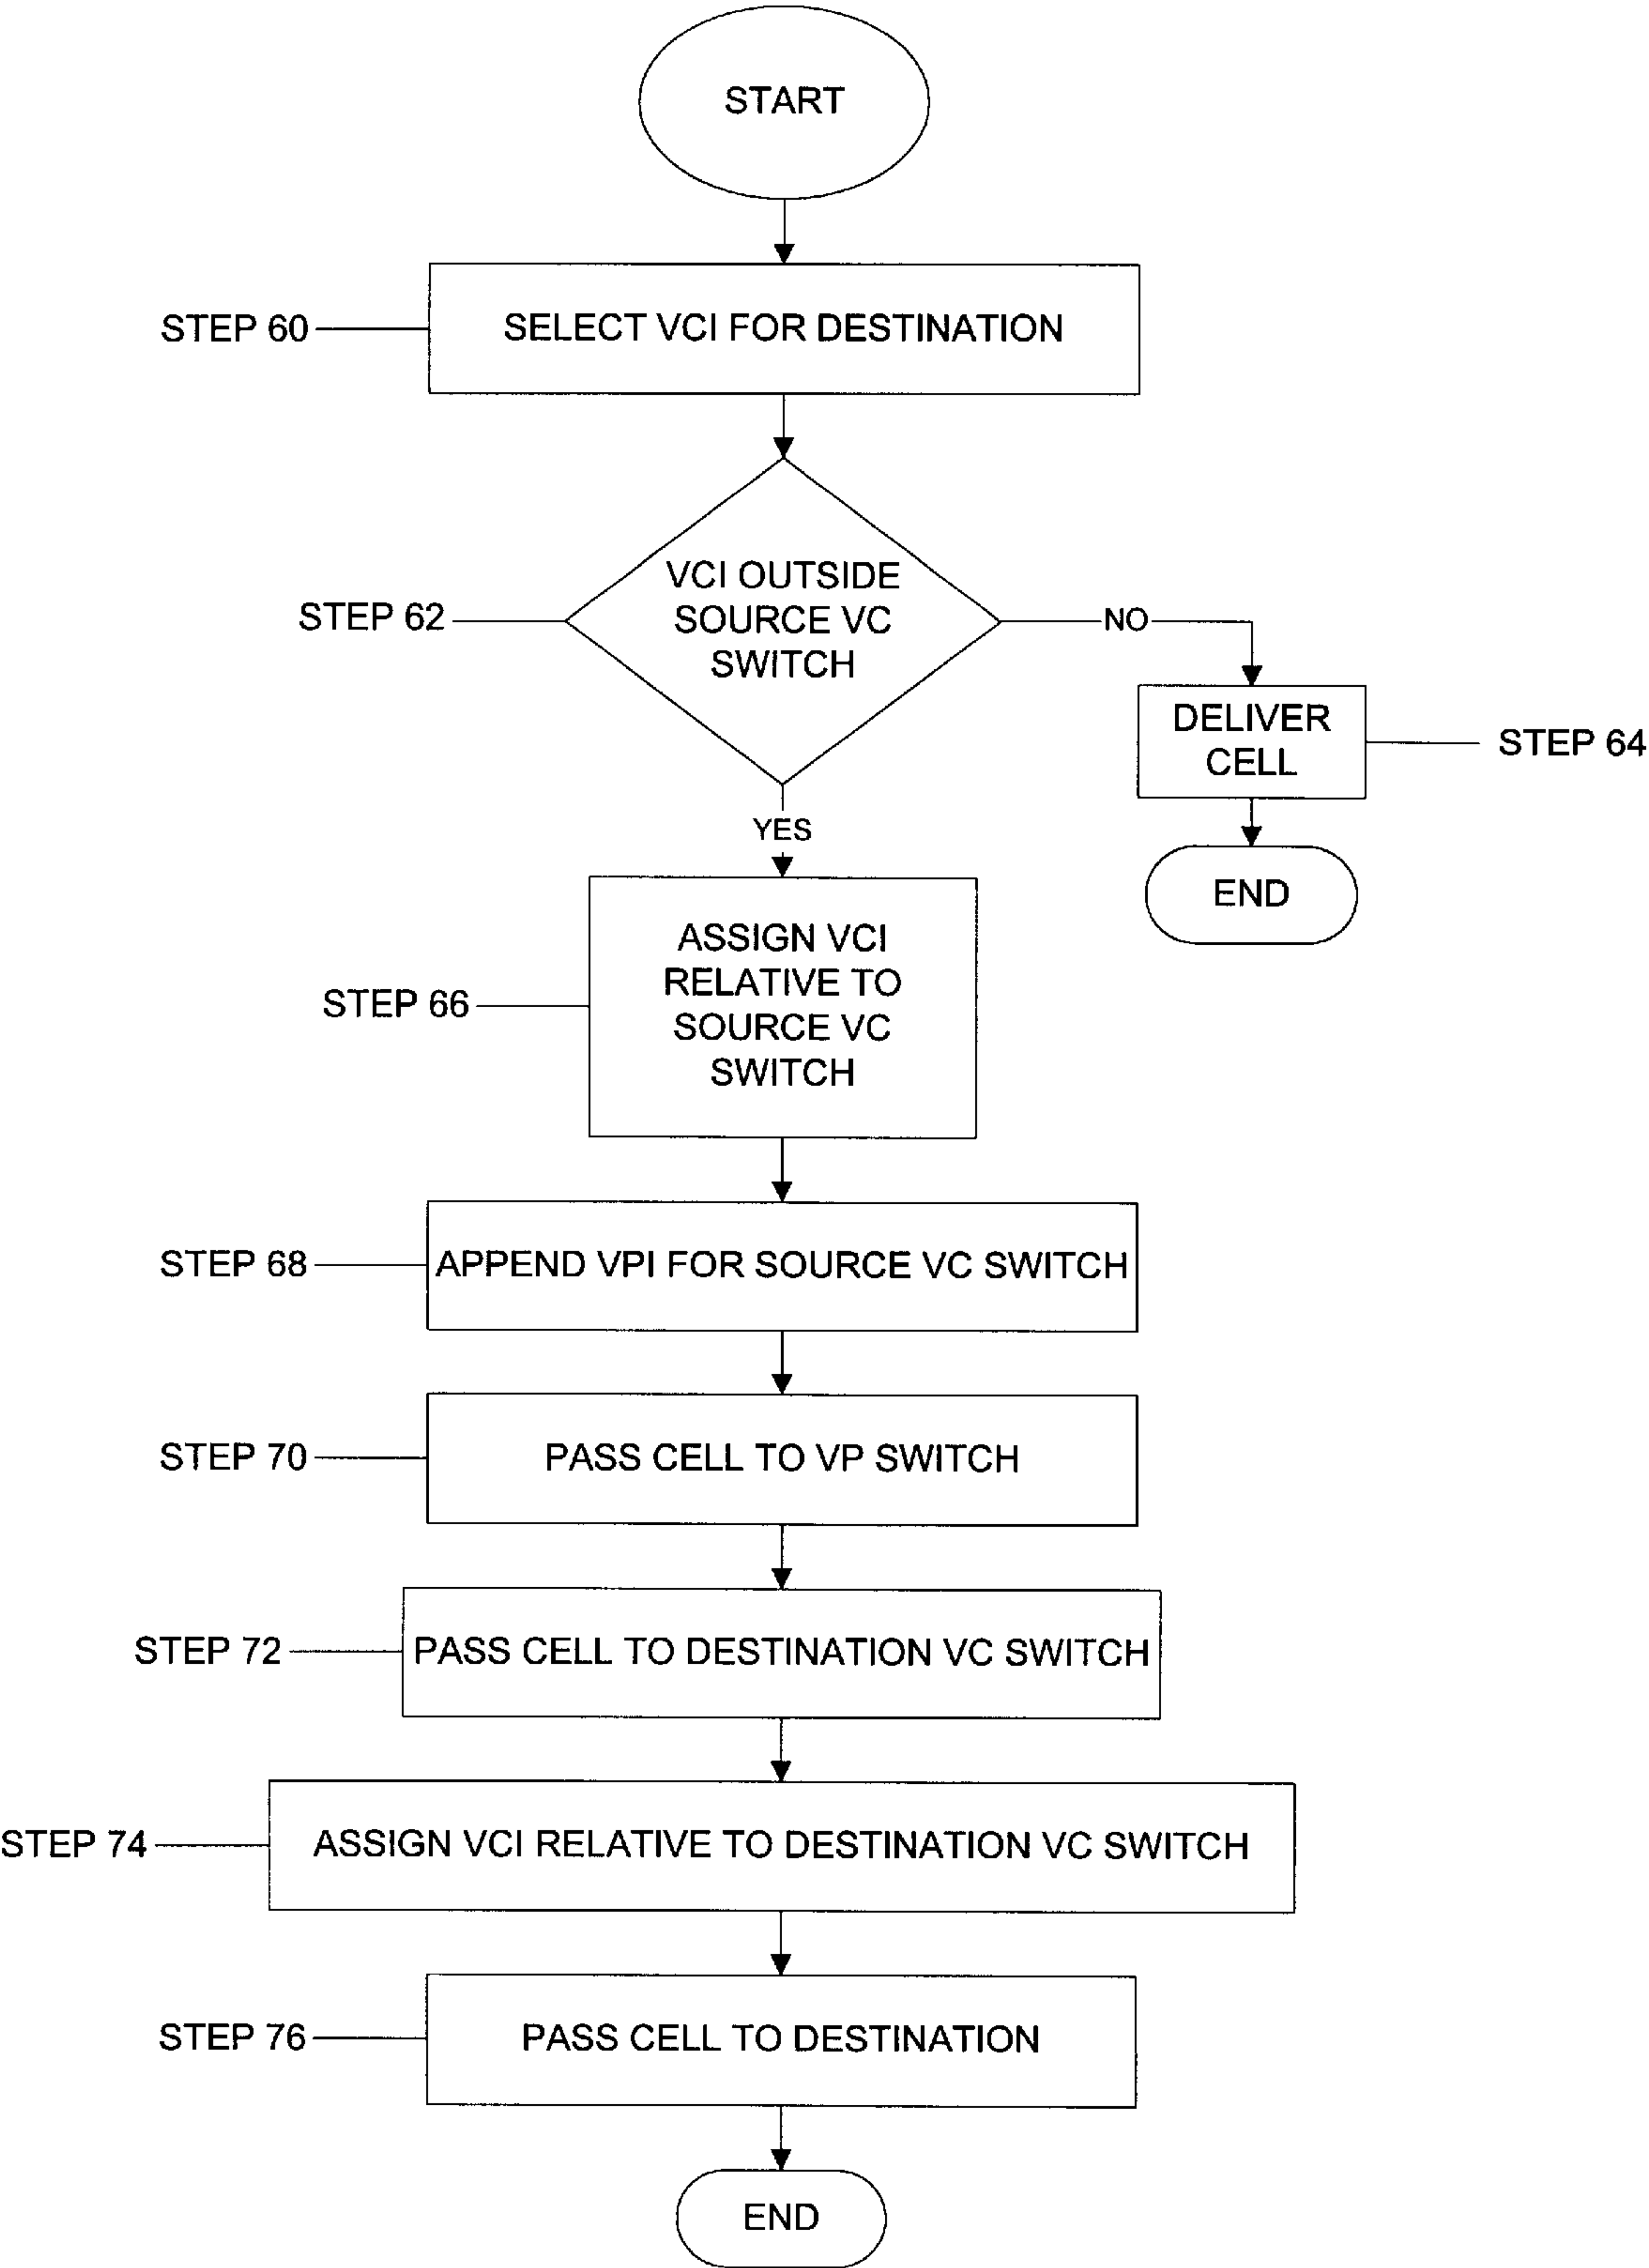 START
STEP 60
SELECT VCI FOR DESTINATION
VCI OUTSIDE
SOURCE VC
SWITCH
STEP 62
NO
DELIVER
CELL
STEP 64
END
YES
ASSIGN VCI
RELATIVE TO
SOURCE VC
SWITCH
STEP 66
STEP 68
APPEND VPI FOR SOURCE VC SWITCH
STEP 70
PASS CELL TO VP SWITCH
STEP 72
PASS CELL TO DESTINATION VC SWITCH
STEP 74
ASSIGN VCI RELATIVE TO DESTINATION VC SWITCH
STEP 76
PASS CELL TO DESTINATION
END